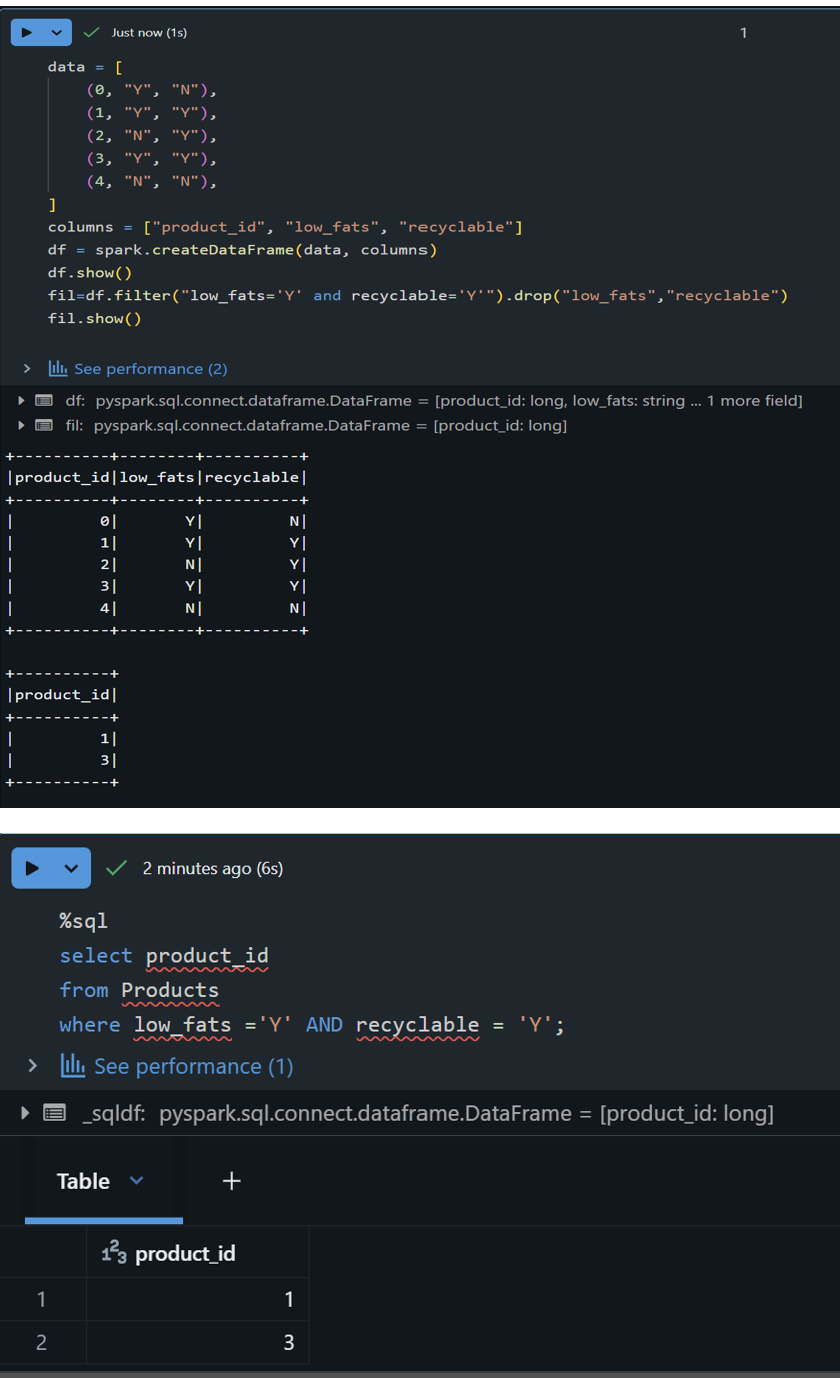 Just now (1s)
1
data = [
(0, "Y", "N"),
(1, "Y", "Y"),
(2, "N", "Y"),
(3, "Y", "Y"),
(4, "N", "N"),
]
columns = ["product_id", "low_fats", "recyclable"]
df = spark.createDataFrame(data, columns)
df.show()
fil=df.filter("low_fats='Y' and recyclable='Y'").drop("low_fats","recyclable")
fil.show()
See performance (2)
df: pyspark.sql.connect.dataframe.DataFrame = [product_id: long, low_fats: string ... 1 more field]
fil: pyspark.sql.connect.dataframe.DataFrame = [product_id: long]
+----------+--------+----------+
|product_id|low_fats|recyclable|
+----------+--------+----------+
|         0|       Y|         N|
|         1|       Y|         Y|
|         2|       N|         Y|
|         3|       Y|         Y|
|         4|       N|         N|
+----------+--------+----------+
+----------+
|product_id|
+----------+
|         1|
|         3|
+----------+
2 minutes ago (6s)
%sql
select product_id
from Products
where low_fats ='Y' AND recyclable = 'Y';
See performance (1)
_sqldf: pyspark.sql.connect.dataframe.DataFrame = [product_id: long]
Table +
123 product_id
1 1
2 3